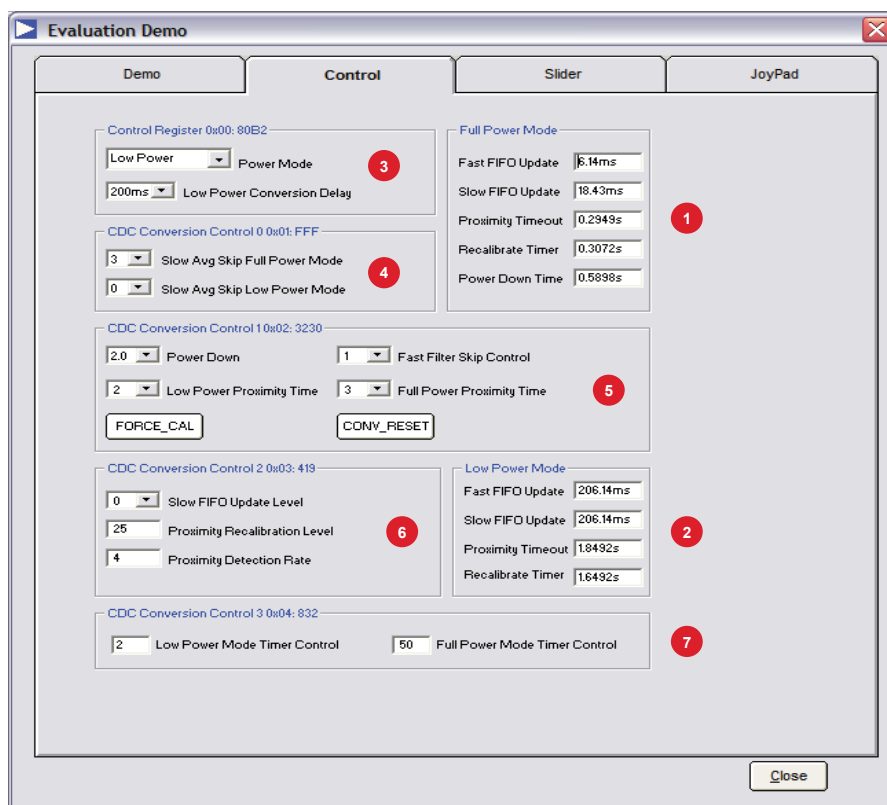 Evaluation Demo
Demo
Control
Slider
JoyPad
Control Register 0x00: 80B2
Low Power
Power Mode
200ms
Low Power Conversion Delay
3
Full Power Mode
Fast FIFO Update
6.14ms
Slow FIFO Update
18.43ms
Proximity Timeout
0.2949s
Recalibrate Timer
0.3072s
Power Down Time
0.5898s
1
CDC Conversion Control 0 0x01: FFF
3
Slow Avg Skip Full Power Mode
0
Slow Avg Skip Low Power Mode
4
CDC Conversion Control 1 0x02: 3230
2.0
Power Down
1
Fast Filter Skip Control
2
Low Power Proximity Time
3
Full Power Proximity Time
FORCE_CAL
CONV_RESET
5
CDC Conversion Control 2 0x03: 419
0
Slow FIFO Update Level
25
Proximity Recalibration Level
4
Proximity Detection Rate
6
Low Power Mode
Fast FIFO Update
206.14ms
Slow FIFO Update
206.14ms
Proximity Timeout
1.8492s
Recalibrate Timer
1.6492s
2
CDC Conversion Control 3 0x04: 832
2
Low Power Mode Timer Control
50
Full Power Mode Timer Control
7
Close